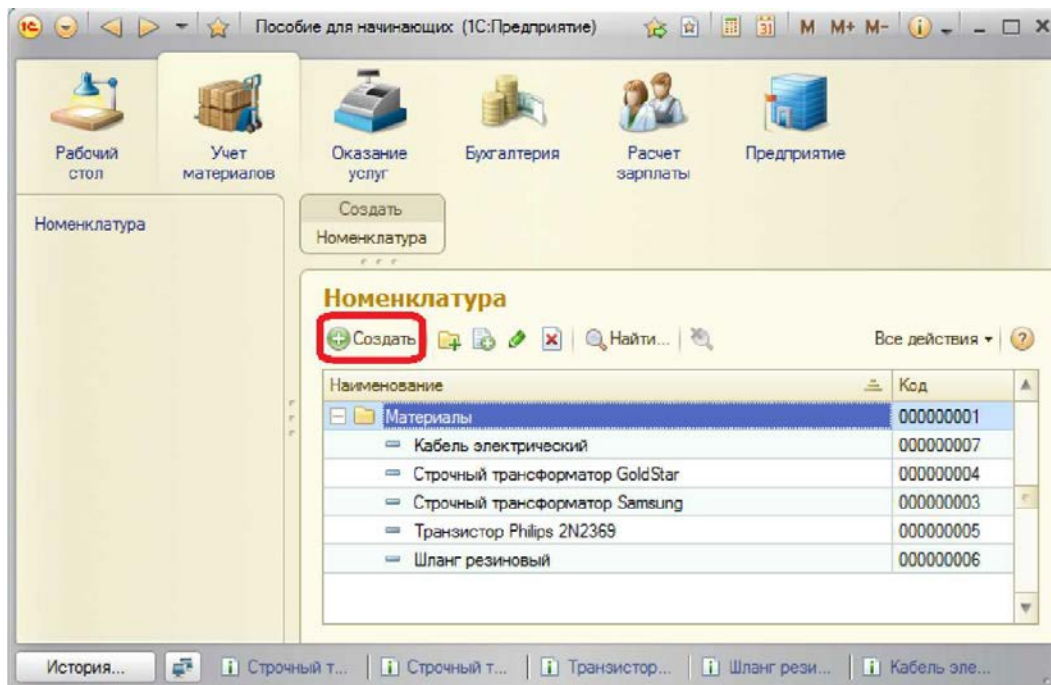 1С Пособие для начинающих (1С:Предприятие) 31 M M+ M-
Рабочий стол
Учет материалов
Оказание услуг
Бухгалтерия
Расчет зарплаты
Предприятие
Номенклатура
Создать
Номенклатура
Номенклатура
Создать Найти... Все действия ?
Наименование Код
Материалы 000000001
Кабель электрический 000000007
Строчный трансформатор GoldStar 000000004
Строчный трансформатор Samsung 000000003
Транзистор Philips 2N2369 000000005
Шланг резиновый 000000006
История... Строчный т... Строчный т... Транзистор... Шланг рези... Кабель эле...